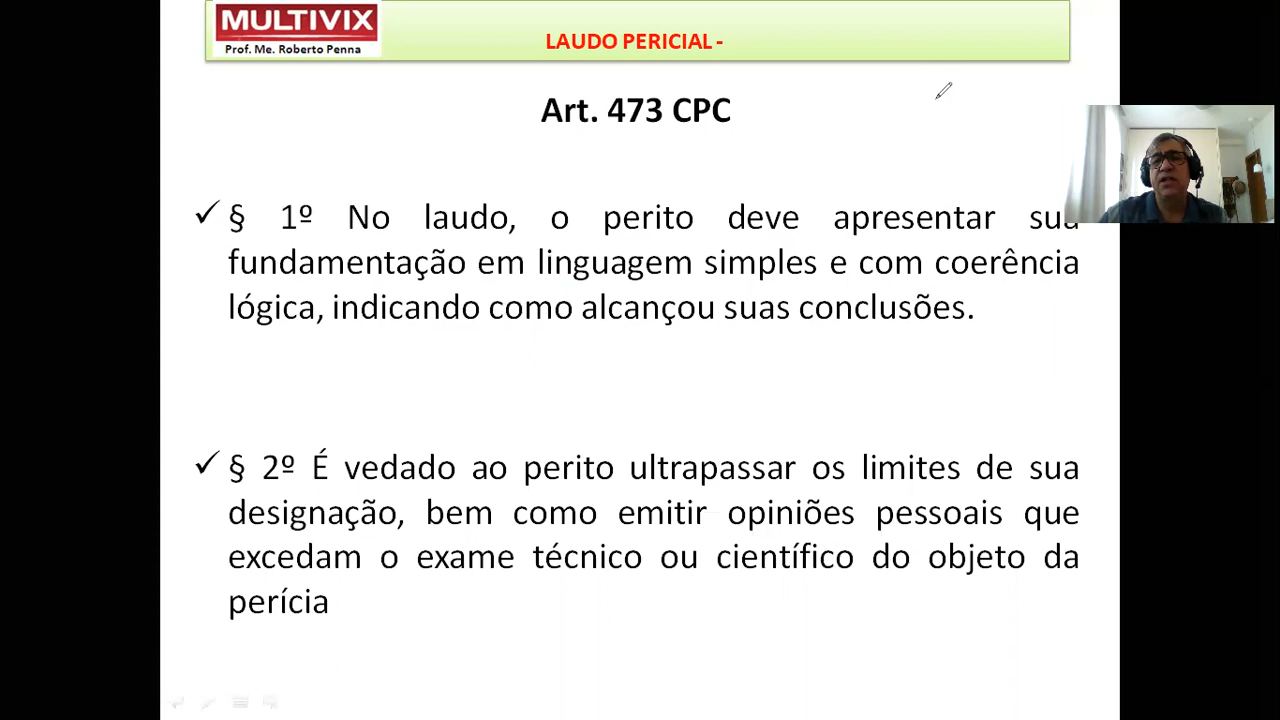 MULTIVIX
Prof. Me. Roberto Penna
LAUDO PERICIAL -
Art. 473 CPC
✓ § 1º No laudo, o perito deve apresentar sua
fundamentação em linguagem simples e com coerência
lógica, indicando como alcançou suas conclusões.
✓ § 2º É vedado ao perito ultrapassar os limites de sua
designação, bem como emitir opiniões pessoais que
excedam o exame técnico ou científico do objeto da
perícia